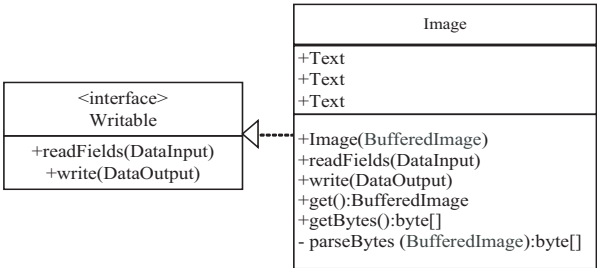 <interface>
Writable
+readFields(DataInput)
+write(DataOutput)
Image
+Text
+Text
+Text
+Image(BufferedImage)
+readFields(DataInput)
+write(DataOutput)
+get():BufferedImage
+getBytes():byte[]
- parseBytes (BufferedImage):byte[]